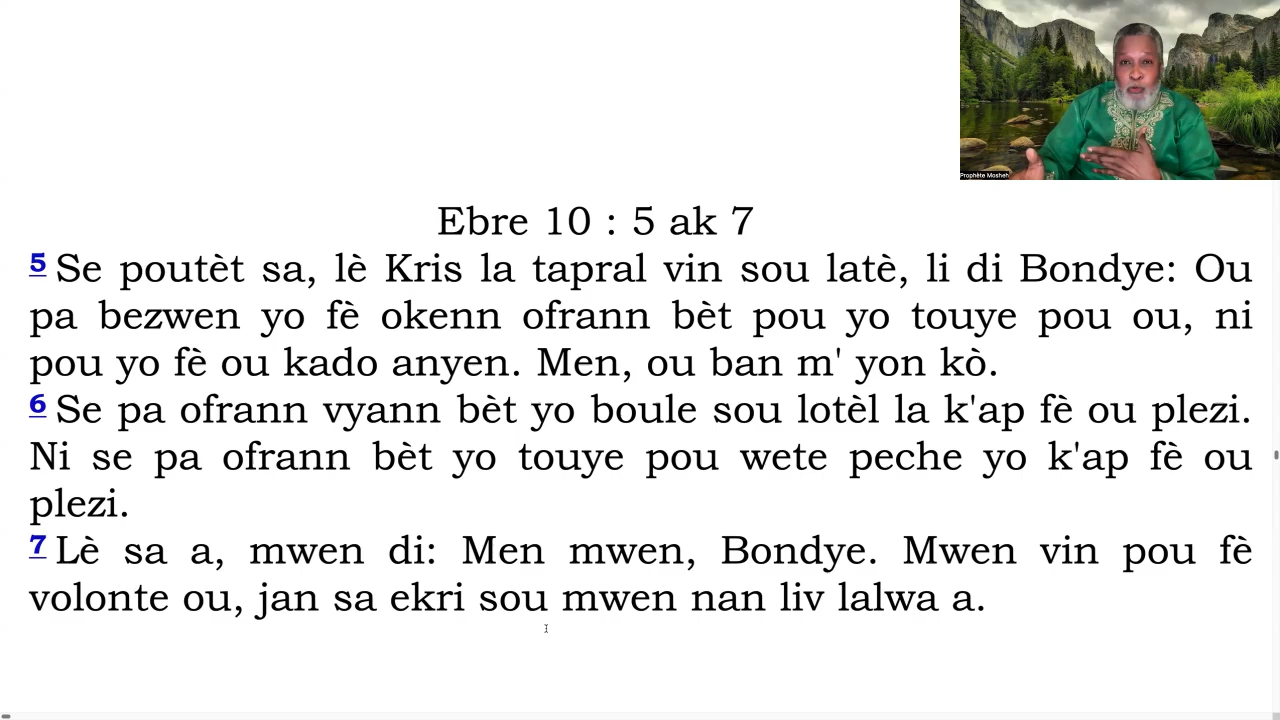 Prophète Mosheh
Ebre 10 : 5 ak 7
5 Se poutèt sa, lè Kris la tapral vin sou latè, li di Bondye: Ou
pa bezwen yo fè okenn ofrann bèt pou yo touye pou ou, ni
pou yo fè ou kado anyen. Men, ou ban m' yon kò.
6 Se pa ofrann vyann bèt yo boule sou lotèl la k'ap fè ou plezi.
Ni se pa ofrann bèt yo touye pou wete peche yo k'ap fè ou
plezi.
7 Lè sa a, mwen di: Men mwen, Bondye. Mwen vin pou fè
volonte ou, jan sa ekri sou mwen nan liv lalwa a.